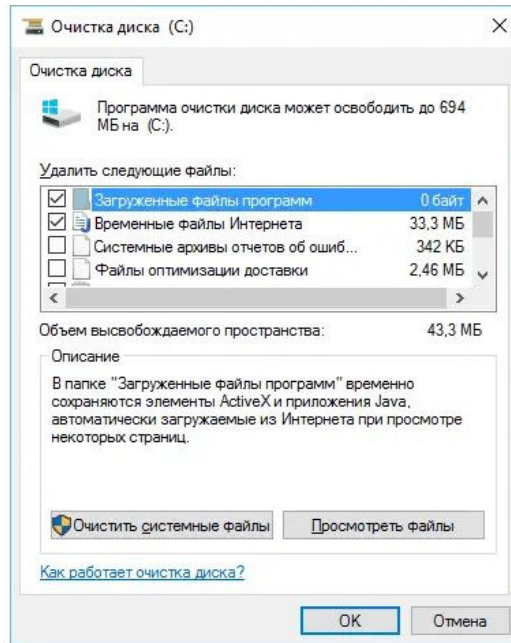 Очистка диска (C:)
Очистка диска
Программа очистки диска может освободить до 694
МБ на (C:).
Удалить следующие файлы:
Загруженные файлы программ 0 байт
Временные файлы Интернета 33,3 МБ
Системные архивы отчетов об ошиб... 342 КБ
Файлы оптимизации доставки 2,46 МБ
Объем высвобождаемого пространства: 43,3 МБ
Описание
В папке "Загруженные файлы программ" временно
сохраняются элементы ActiveX и приложения Java,
автоматически загружаемые из Интернета при просмотре
некоторых страниц.
Очистить системные файлы
Просмотреть файлы
Как работает очистка диска?
OK
Отмена